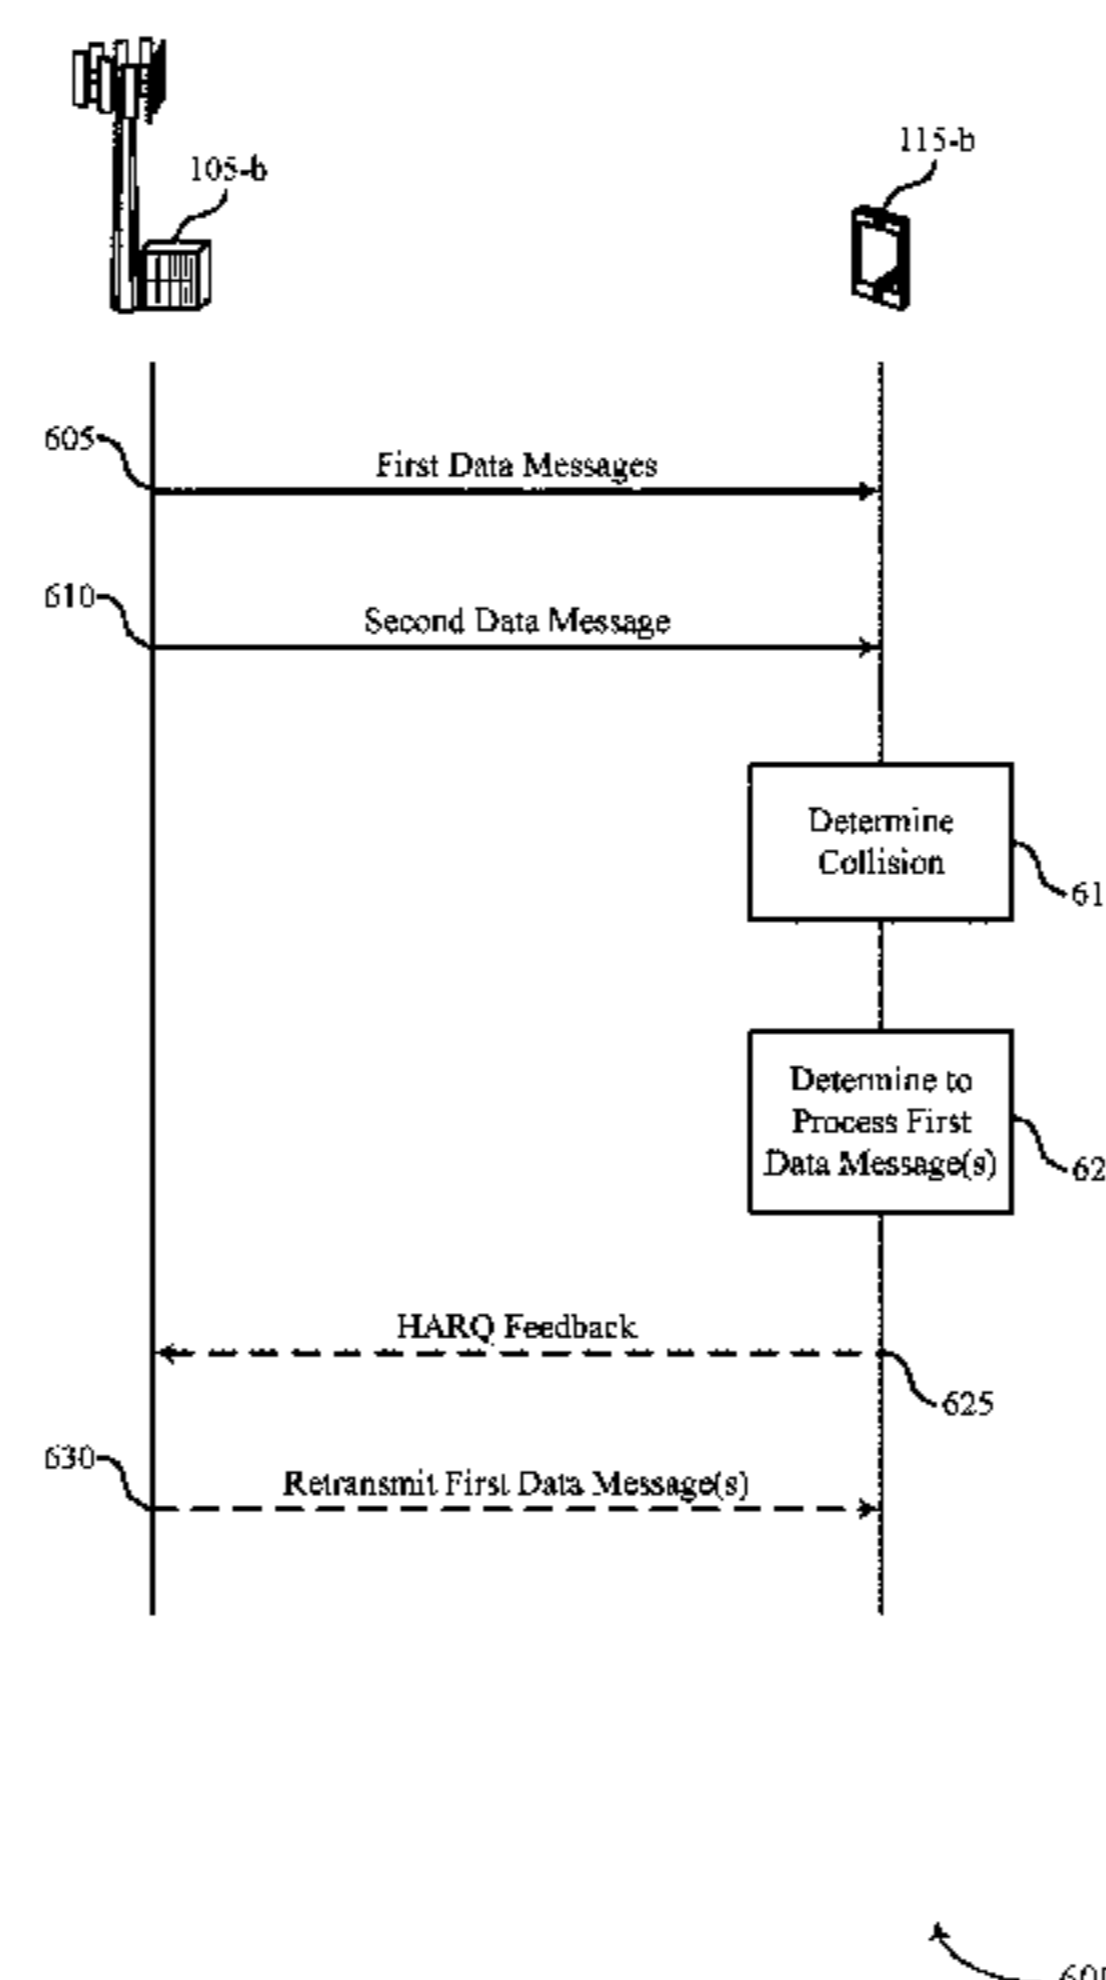 105-b
115-b
605
First Data Messages
610
Second Data Message
Determine
Collision
61
Determine to
Process First
Data Message(s)
62
HARQ Feedback
625
630
Retransmit First Data Message(s)